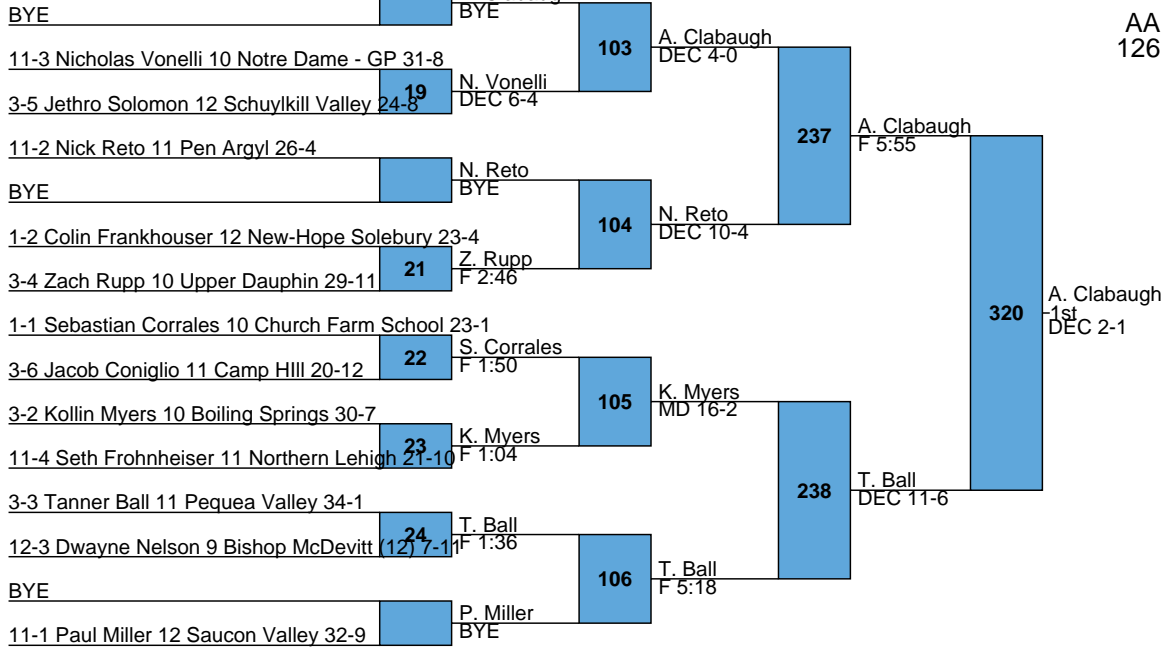 AA
126
BYE
11-3 Nicholas Vonelli 10 Notre Dame - GP 31-8
3-5 Jethro Solomon 12 Schuylkill Valley 24-8
11-2 Nick Reto 11 Pen Argyl 26-4
BYE
1-2 Colin Frankhouser 12 New-Hope Solebury 23-4
3-4 Zach Rupp 10 Upper Dauphin 29-11
1-1 Sebastian Corrales 10 Church Farm School 23-1
3-6 Jacob Coniglio 11 Camp HIll 20-12
3-2 Kollin Myers 10 Boiling Springs 30-7
11-4 Seth Frohnheiser 11 Northern Lehigh 21-10
3-3 Tanner Ball 11 Pequea Valley 34-1
12-3 Dwayne Nelson 9 Bishop McDevitt (12) 7-11
BYE
11-1 Paul Miller 12 Saucon Valley 32-9
19
21
22
23
24
BYE
N. Vonelli
DEC 6-4
N. Reto
BYE
Z. Rupp
F 2:46
S. Corrales
F 1:50
K. Myers
F 1:04
T. Ball
F 1:36
P. Miller
BYE
103
104
105
106
A. Clabaugh
DEC 4-0
N. Reto
DEC 10-4
K. Myers
MD 16-2
T. Ball
F 5:18
237
238
A. Clabaugh
F 5:55
T. Ball
DEC 11-6
320
A. Clabaugh
1st
DEC 2-1